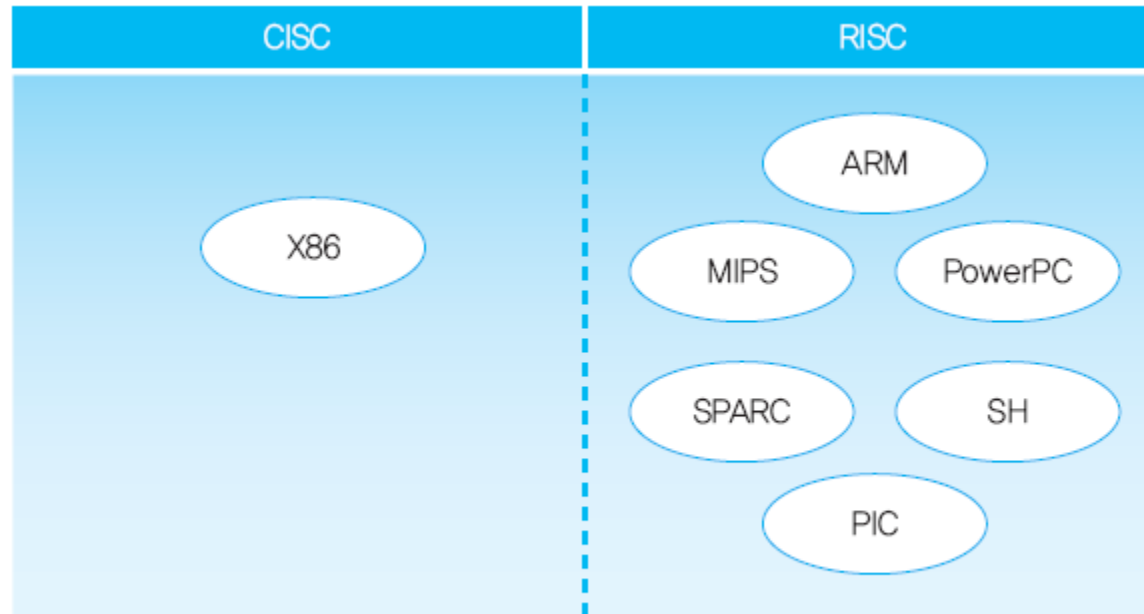 CISC
RISC
ARM
X86
MIPS
PowerPC
SPARC
SH
PIC